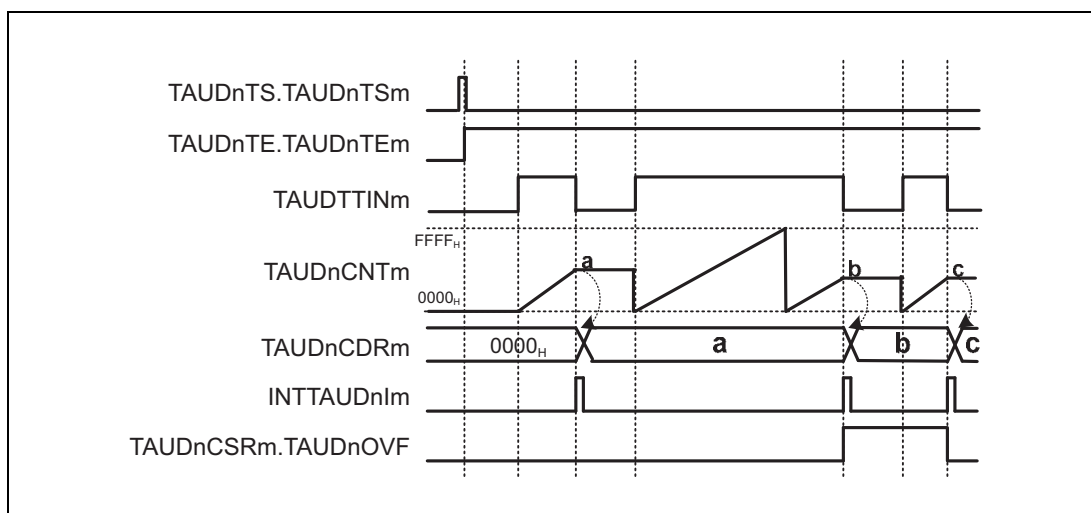 TAUDnTS.TAUDnTSm
TAUDnTE.TAUDnTEm
TAUDTTINm
FFFFH
TAUDnCNTm
a
b
c
0000H
TAUDnCDRm
0000H
a
b
c
INTTAUDnIm
TAUDnCSRm.TAUDnOVF